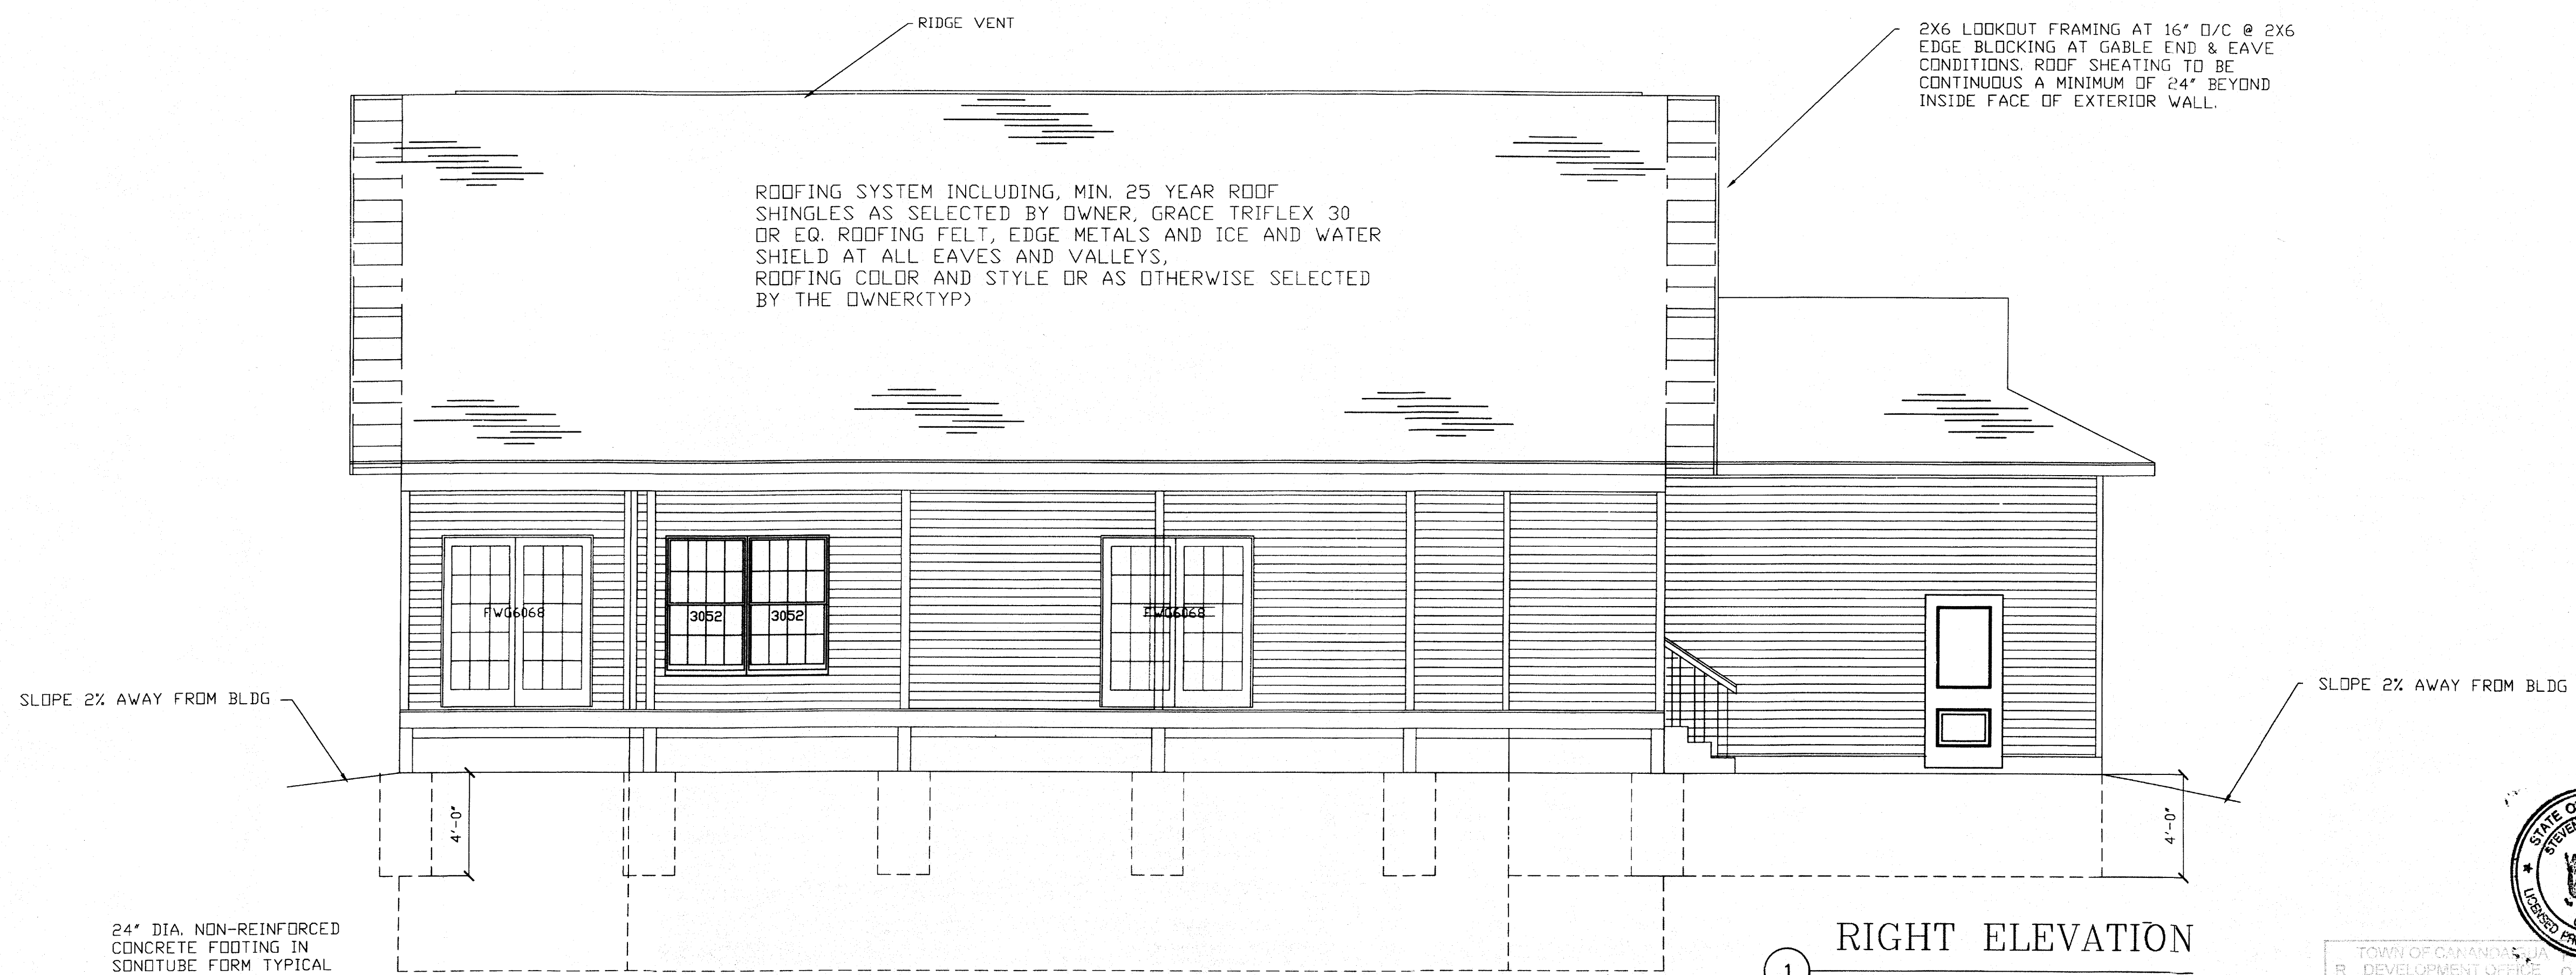 RIDGE VENT
2X6 LOOKOUT FRAMING AT 16" O/C @ 2X6
EDGE BLOCKING AT GABLE END & EAVE
CONDITIONS. ROOF SHEATING TO BE
CONTINUOUS A MINIMUM OF 24" BEYOND
INSIDE FACE OF EXTERIOR WALL.
ROOFING SYSTEM INCLUDING, MIN. 25 YEAR ROOF
SHINGLES AS SELECTED BY OWNER, GRACE TRIFLEX 30
OR EQ. ROOFING FELT, EDGE METALS AND ICE AND WATER
SHIELD AT ALL EAVES AND VALLEYS,
ROOFING COLOR AND STYLE OR AS OTHERWISE SELECTED
BY THE OWNER(TYP)
FWG6068
3052
3052
FWG6068
SLOPE 2% AWAY FROM BLDG
SLOPE 2% AWAY FROM BLDG
4'-0"
4'-0"
24" DIA. NON-REINFORCED
CONCRETE FOOTING IN
SONOTUBE FORM TYPICAL
RIGHT ELEVATION
1
STATE O
STEVE
LICENSED PR
TOWN OF CANANDAIGUA
R DEVELOPMENT OFFICE